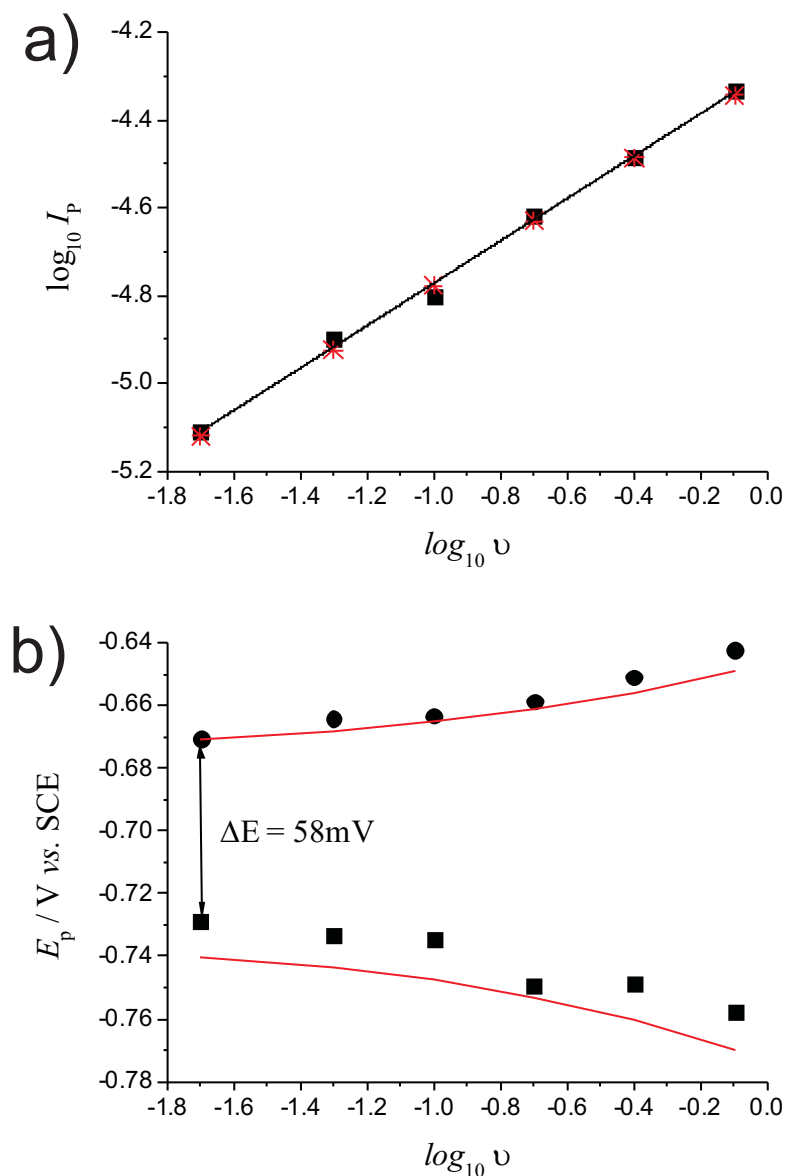 a)
-4.2
-4.4
-4.6
-4.8
-5.0
-5.2
log₁₀ Iₚ
-1.8 -1.6 -1.4 -1.2 -1.0 -0.8 -0.6 -0.4 -0.2 0.0
log₁₀ υ
b)
-0.64
-0.66
-0.68
-0.70
-0.72
-0.74
-0.76
-0.78
Eₚ / V vs. SCE
ΔE = 58mV
-1.8 -1.6 -1.4 -1.2 -1.0 -0.8 -0.6 -0.4 -0.2 0.0
log₁₀ υ